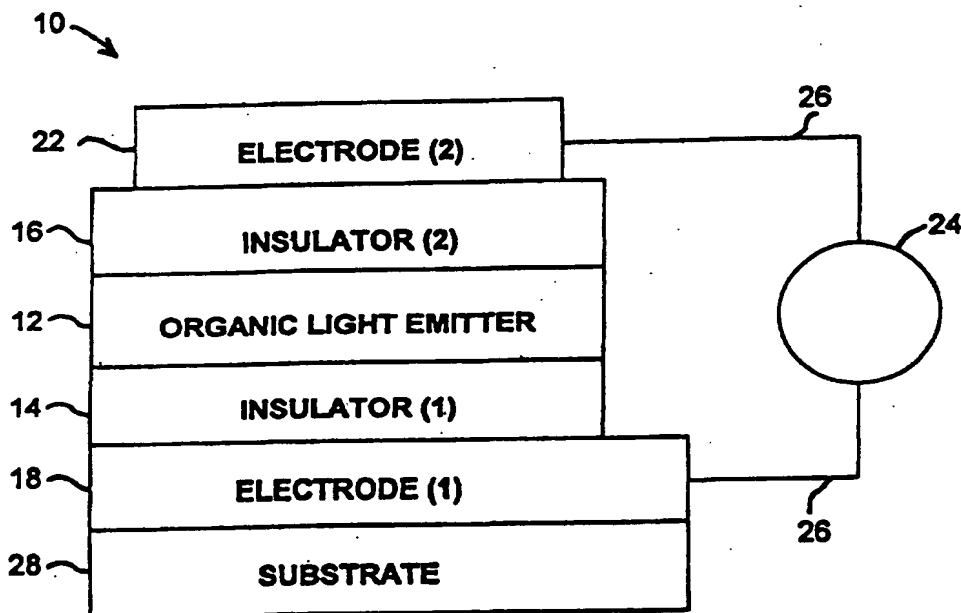 10
26
22 ELECTRODE (2)
16 INSULATOR (2)
24
12 ORGANIC LIGHT EMITTER
14 INSULATOR (1)
18 ELECTRODE (1)
26
28 SUBSTRATE